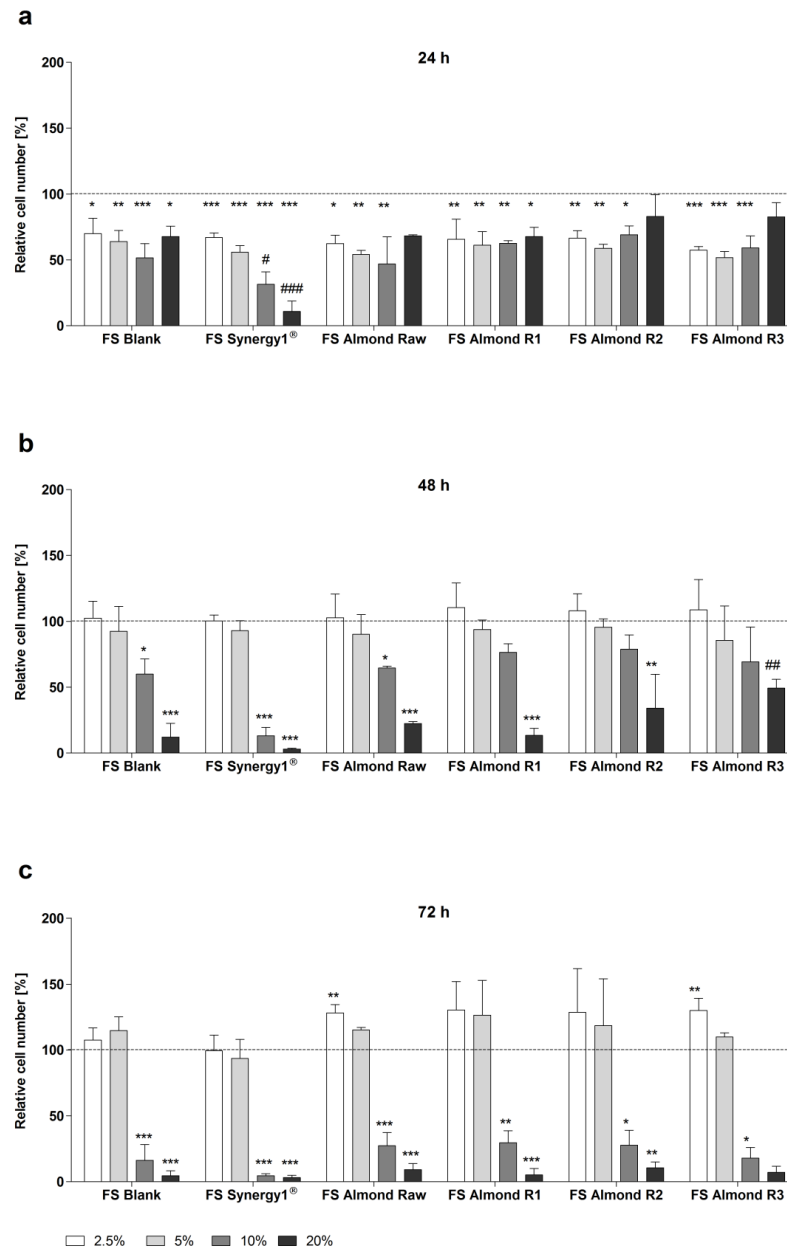 a
24 h
Relative cell number [%]
200
150
100
50
0
* ** *** * *** *** *** *** * ** ** ** ** ** * ** ** * *** *** ***
# ###
FS Blank FS Synergy1® FS Almond Raw FS Almond R1 FS Almond R2 FS Almond R3
b
48 h
Relative cell number [%]
200
150
100
50
0
* *** *** *** * *** *** ** ##
FS Blank FS Synergy1® FS Almond Raw FS Almond R1 FS Almond R2 FS Almond R3
c
72 h
Relative cell number [%]
200
150
100
50
0
** **
*** *** *** *** *** *** ** *** * ** *
FS Blank FS Synergy1® FS Almond Raw FS Almond R1 FS Almond R2 FS Almond R3
2.5% 5% 10% 20%